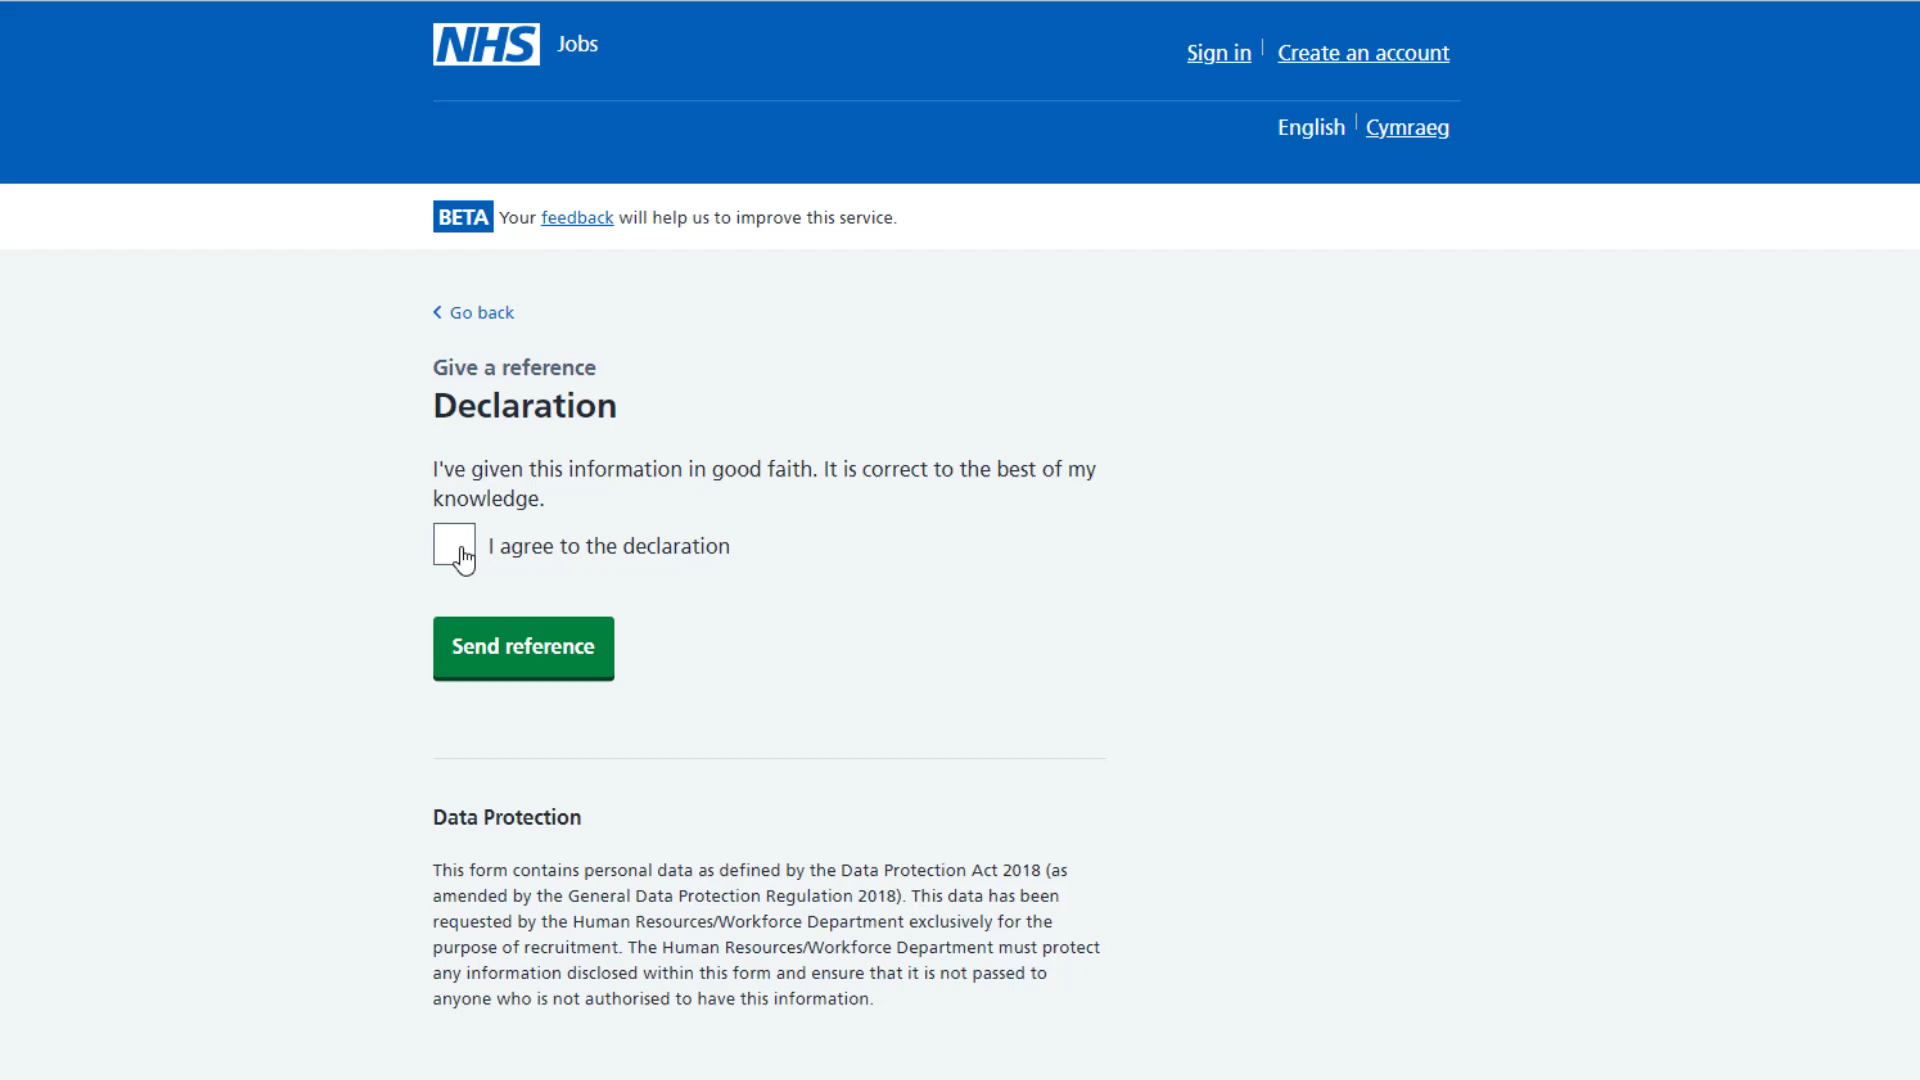 NHS Jobs
Sign in
Create an account
English
Cymraeg
BETA Your feedback will help us to improve this service.
Go back
Give a reference
Declaration
I've given this information in good faith. It is correct to the best of my
knowledge.
I agree to the declaration
Send reference
Data Protection
This form contains personal data as defined by the Data Protection Act 2018 (as
amended by the General Data Protection Regulation 2018). This data has been
requested by the Human Resources/Workforce Department exclusively for the
purpose of recruitment. The Human Resources/Workforce Department must protect
any information disclosed within this form and ensure that it is not passed to
anyone who is not authorised to have this information.